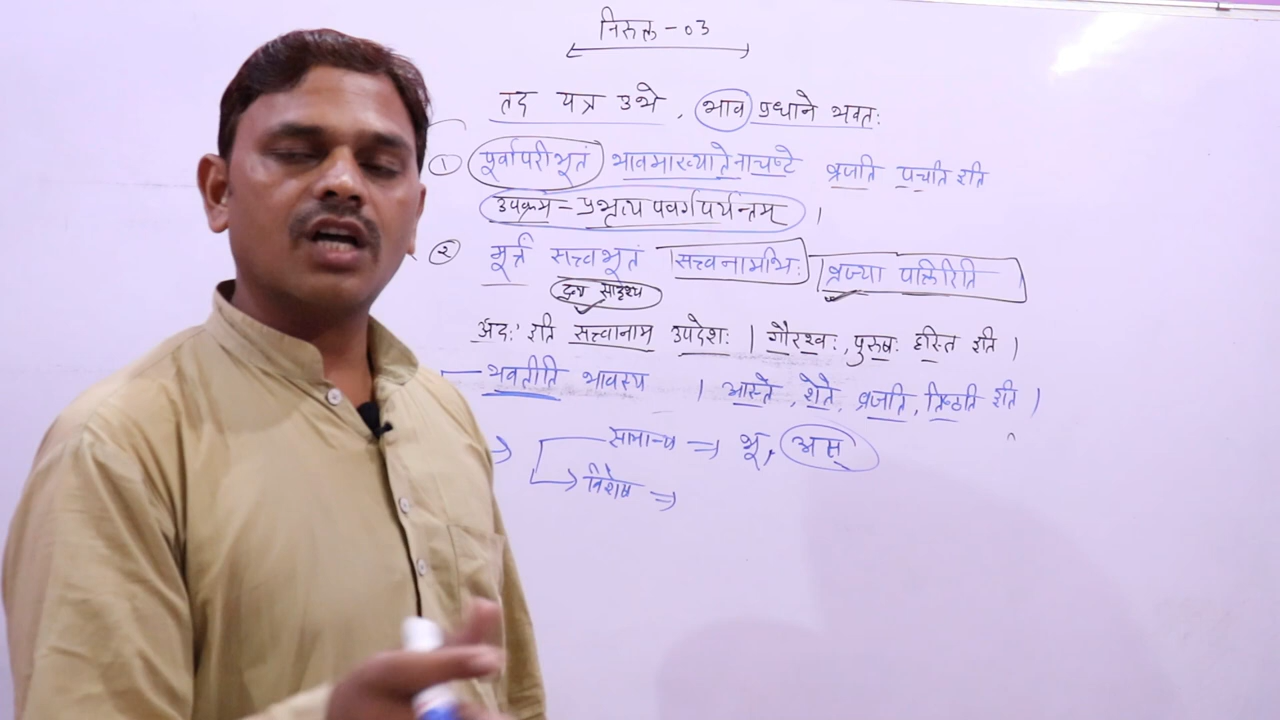 निरुक्त - 03
तद यत्र उभे , भाव प्रधाने भवतः
① पूर्वापरीभूतं भावमाख्यातेनाचष्टे व्रजति पचति इति
उपक्रम = प्रभृत्यपवर्गपर्यन्तम् ।
② मूर्त्त सत्त्वभूतं सत्त्वनामभिः व्रज्या पक्तिरिति
द्रव्य सादृश्य
अदः इति सत्त्वानाम उपदेशः । गौरश्वः , पुरुषः हस्ति इति ।
भवतीति भावस्य । आस्ते , शेते , व्रजति , तिष्ठति इति ।
सामान्य ⇒ भू , अस्
विशेष ⇒